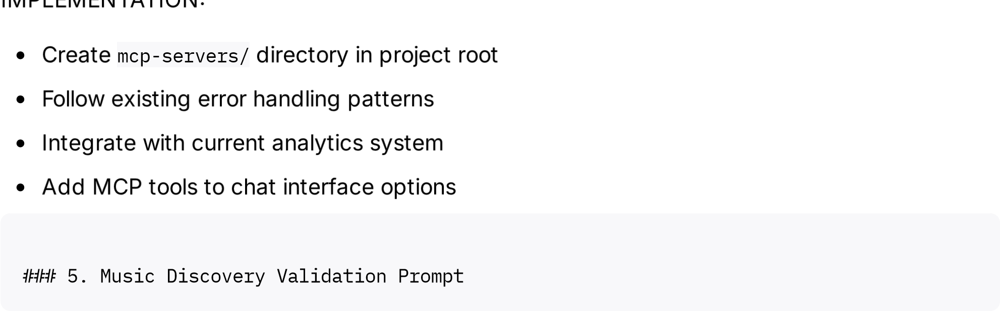 IMPLEMENTATION:
• Create mcp-servers/ directory in project root
• Follow existing error handling patterns
• Integrate with current analytics system
• Add MCP tools to chat interface options
### 5. Music Discovery Validation Prompt